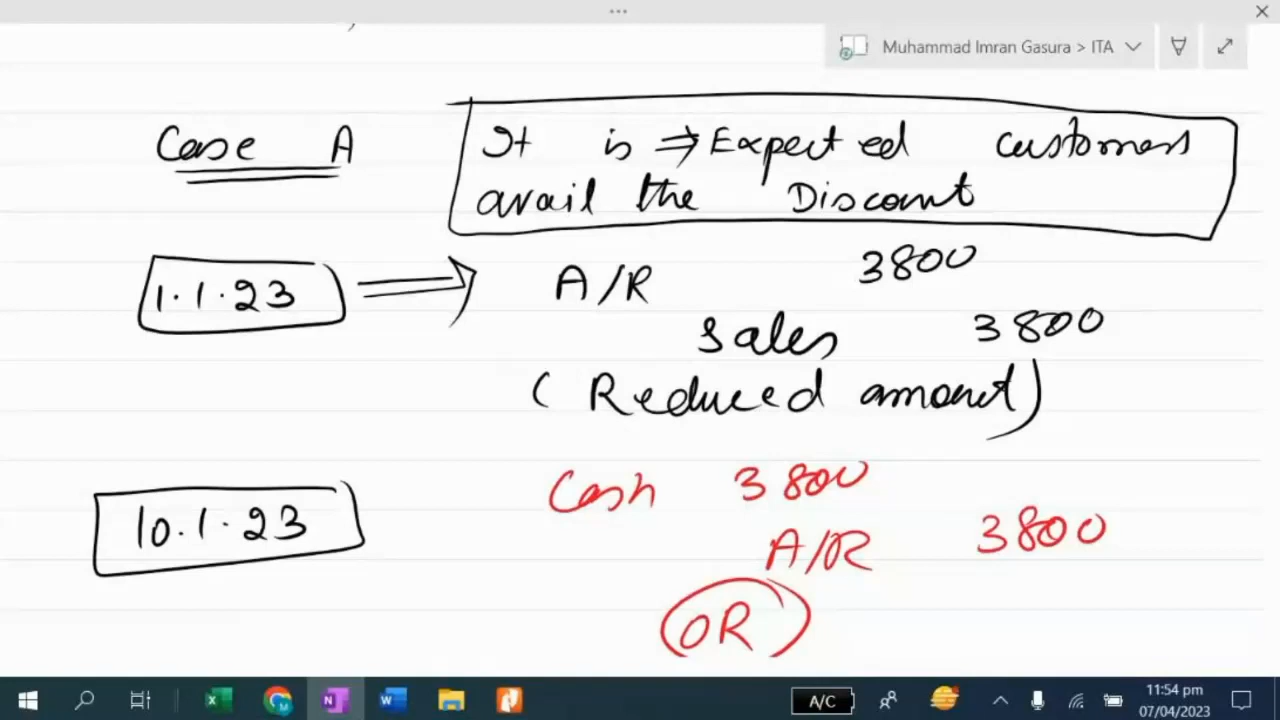 Muhammad Imran Gasura > ITA
Case A
It is ⇒ Expected customers
avail the Discount
1.1.23 ⇒ A/R 3800
Sales 3800
(Reduced amount)
10.1.23
Cash 3800
A/R 3800
OR
A/C
11:54 pm
07/04/2023